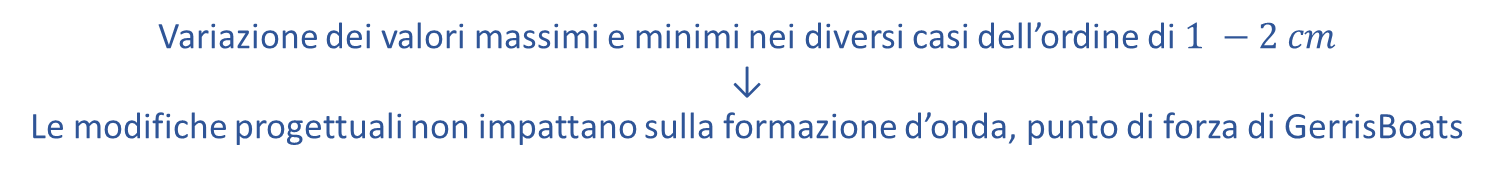 Variazione dei valori massimi e minimi nei diversi casi dell’ordine di 1 − 2 cm
↓
Le modifiche progettuali non impattano sulla formazione d’onda, punto di forza di GerrisBoats